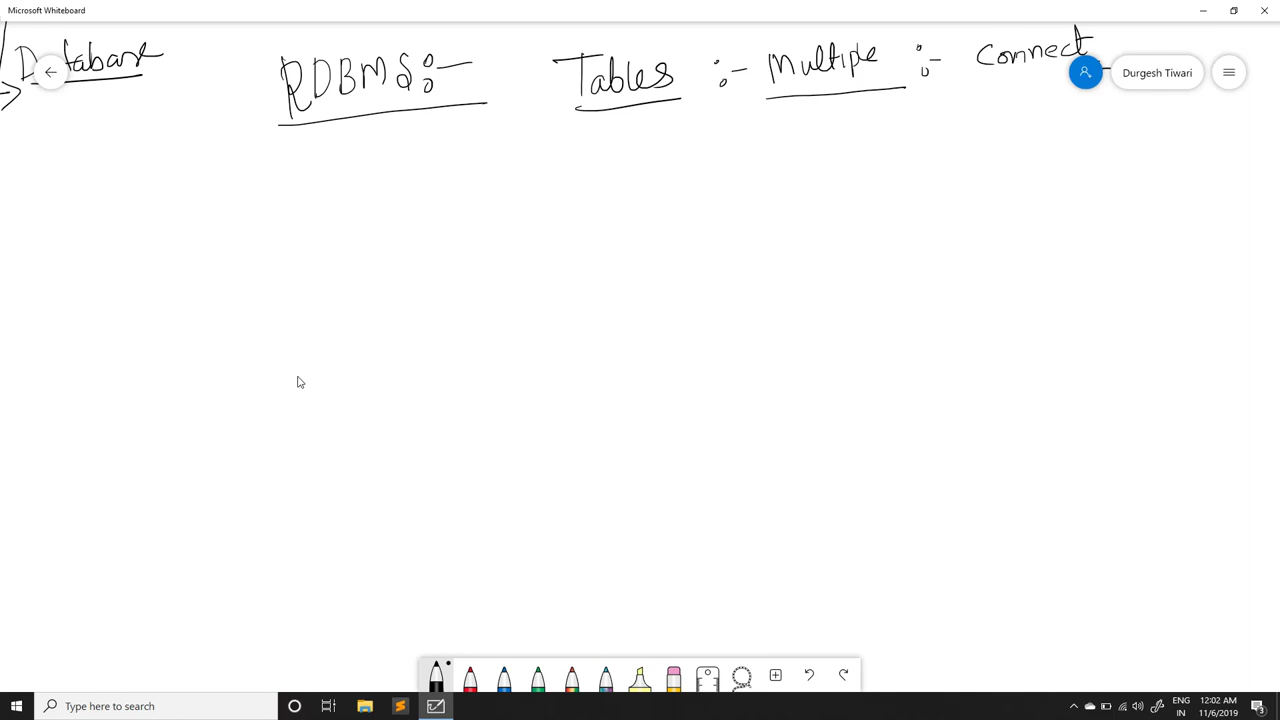 Microsoft Whiteboard
Database RDBMS :- Tables :- Multiple :- Connect
Durgesh Tiwari
Type here to search
ENG
IN
12:02 AM
11/6/2019
3